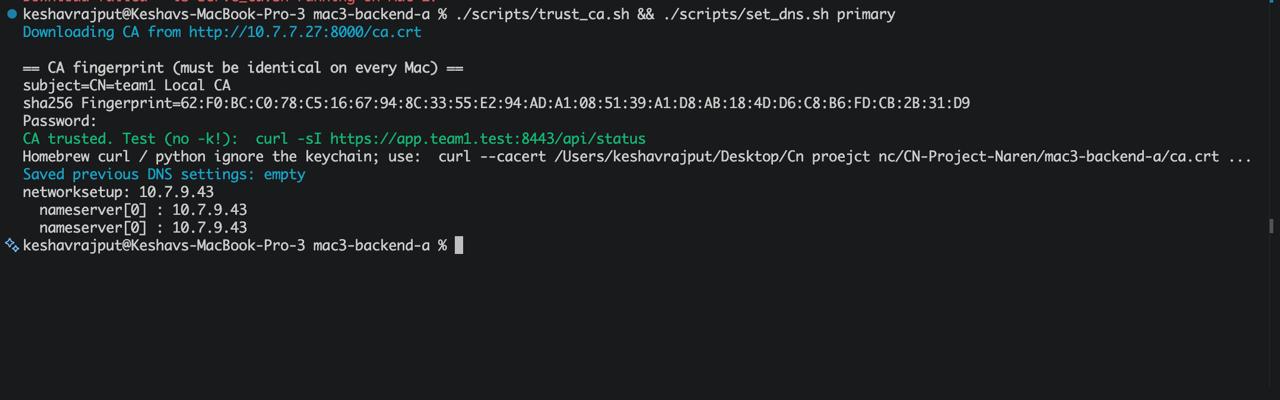 keshavrajput@Keshavs-MacBook-Pro-3 mac3-backend-a % ./scripts/trust_ca.sh && ./scripts/set_dns.sh primary
Downloading CA from http://10.7.7.27:8000/ca.crt
== CA fingerprint (must be identical on every Mac) ==
subject=CN=team1 Local CA
sha256 Fingerprint=62:F0:BC:C0:78:C5:16:67:94:8C:33:55:E2:94:AD:A1:08:51:39:A1:D8:AB:18:4D:D6:C8:B6:FD:CB:2B:31:D9
Password:
CA trusted. Test (no -k!):  curl -sI https://app.team1.test:8443/api/status
Homebrew curl / python ignore the keychain; use:  curl --cacert /Users/keshavrajput/Desktop/Cn proejct nc/CN-Project-Naren/mac3-backend-a/ca.crt ...
Saved previous DNS settings: empty
networksetup: 10.7.9.43
  nameserver[0] : 10.7.9.43
  nameserver[0] : 10.7.9.43
keshavrajput@Keshavs-MacBook-Pro-3 mac3-backend-a %